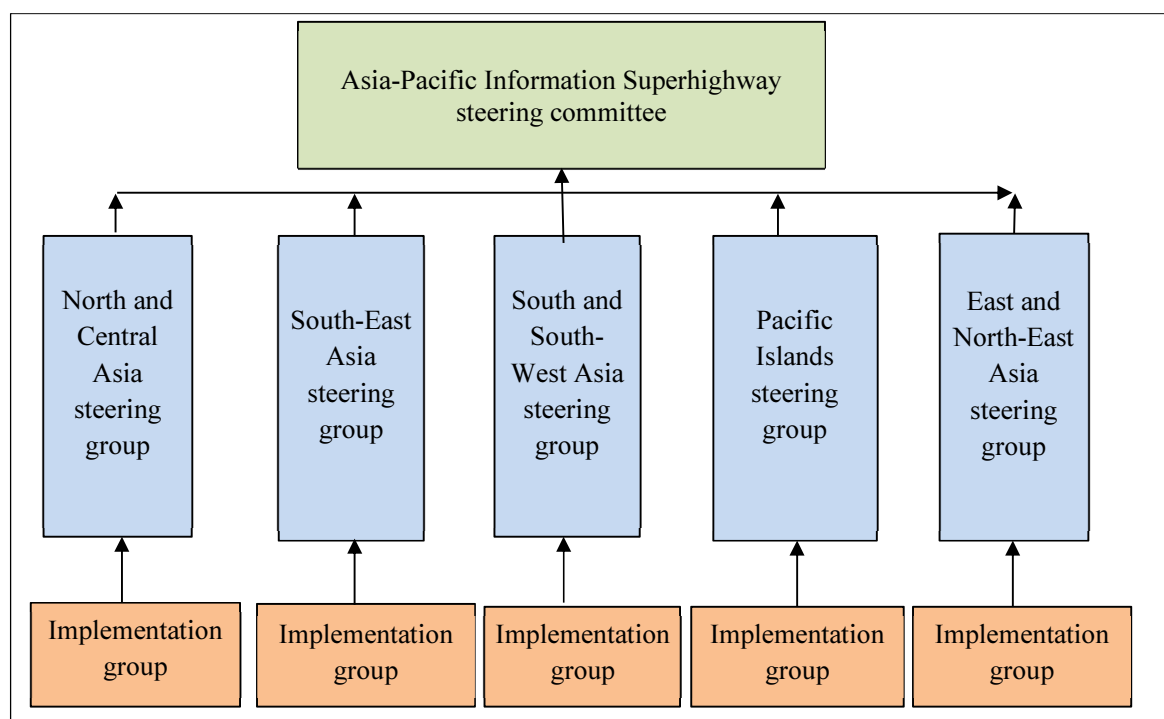 Asia-Pacific Information Superhighway
steering committee
North and
Central
Asia
steering
group
South-East
Asia
steering
group
South and
South-
West Asia
steering
group
Pacific
Islands
steering
group
East and
North-East
Asia
steering
group
Implementation
group
Implementation
group
Implementation
group
Implementation
group
Implementation
group